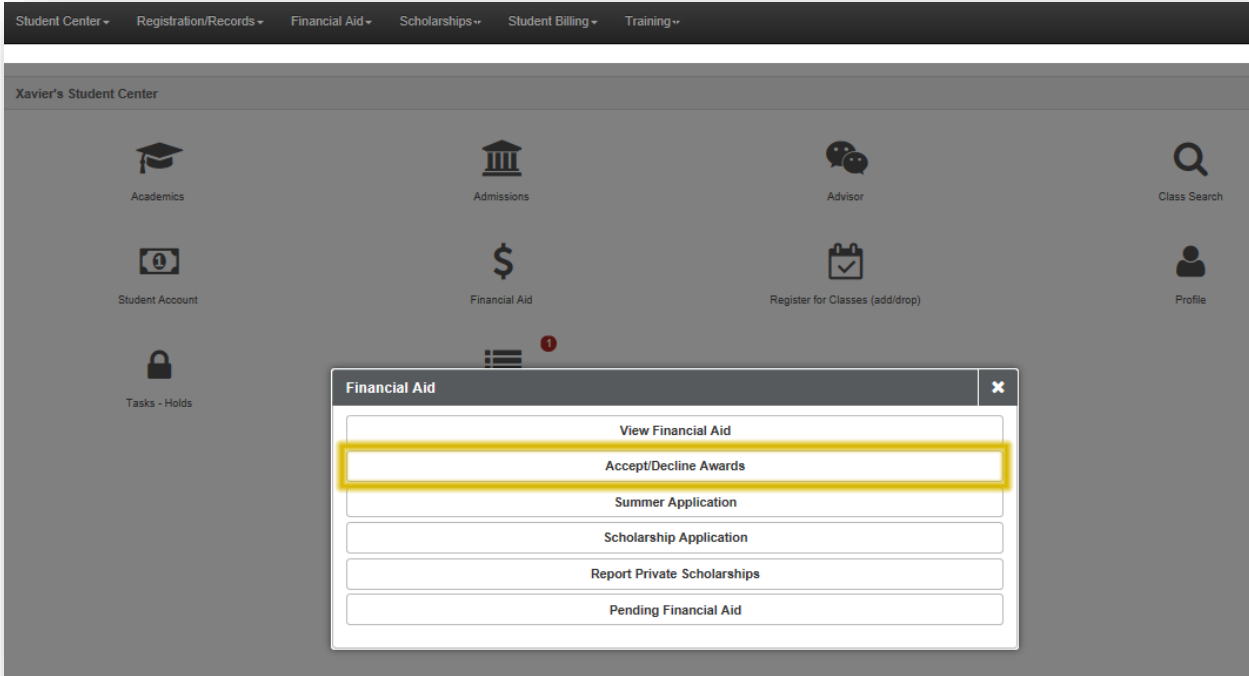 Student Center Registration/Records Financial Aid Scholarships Student Billing Training
Xavier's Student Center
Academics Admissions Advisor Class Search
1
Student Account Financial Aid Register for Classes (add/drop) Profile
1
Tasks - Holds
Financial Aid
View Financial Aid
Accept/Decline Awards
Summer Application
Scholarship Application
Report Private Scholarships
Pending Financial Aid